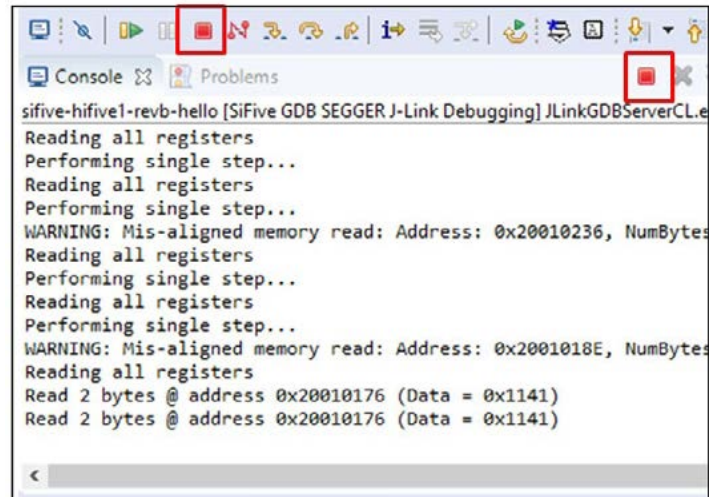 Console Problems
sifive-hifive1-revb-hello [SiFive GDB SEGGER J-Link Debugging] JLinkGDBServerCL.e
Reading all registers
Performing single step...
Reading all registers
Performing single step...
WARNING: Mis-aligned memory read: Address: 0x20010236, NumBytes
Reading all registers
Performing single step...
Reading all registers
Performing single step...
WARNING: Mis-aligned memory read: Address: 0x2001018E, NumBytes
Reading all registers
Read 2 bytes @ address 0x20010176 (Data = 0x1141)
Read 2 bytes @ address 0x20010176 (Data = 0x1141)